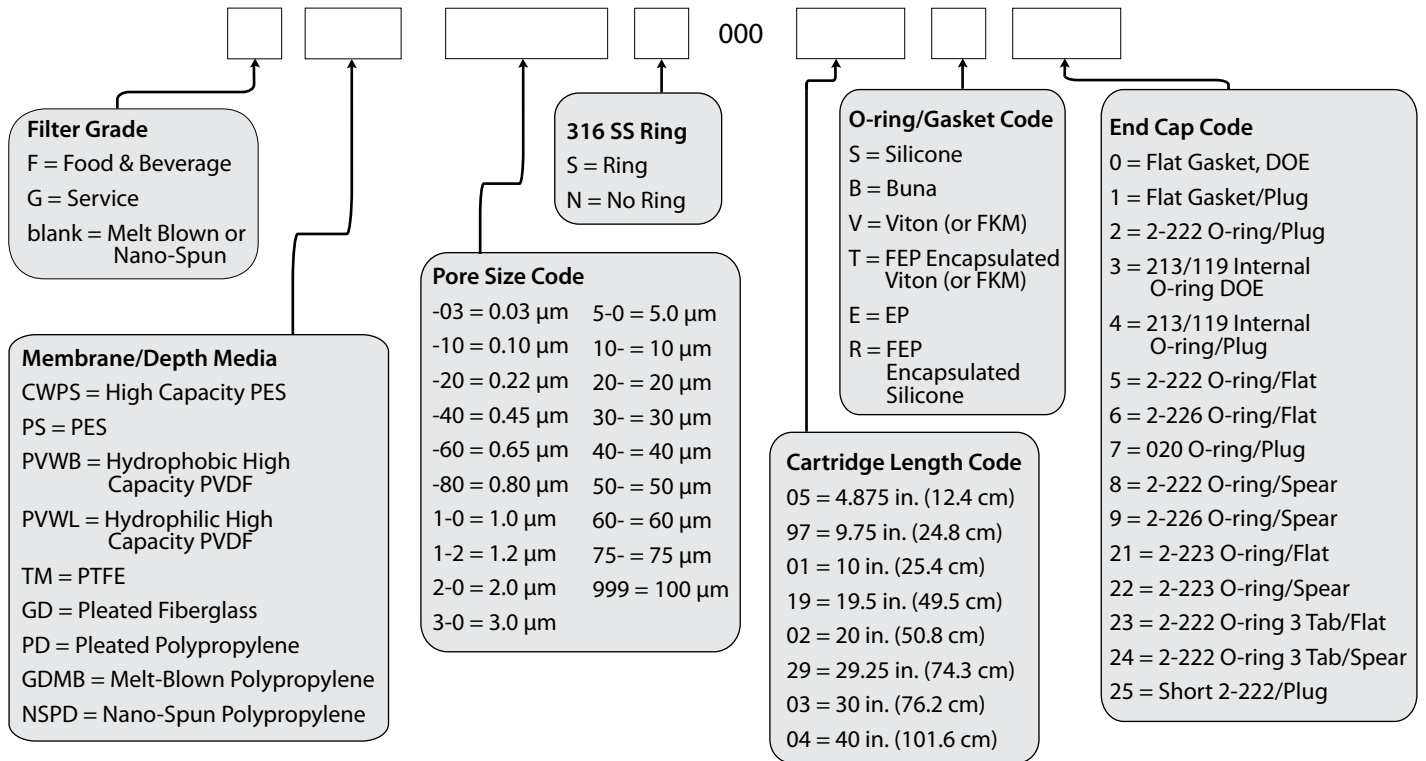 000
Filter Grade
F = Food & Beverage
G = Service
blank = Melt Blown or
Nano-Spun
Membrane/Depth Media
CWPS = High Capacity PES
PS = PES
PVWB = Hydrophobic High
Capacity PVDF
PVWL = Hydrophilic High
Capacity PVDF
TM = PTFE
GD = Pleated Fiberglass
PD = Pleated Polypropylene
GDMB = Melt-Blown Polypropylene
NSPD = Nano-Spun Polypropylene
Pore Size Code
-03 = 0.03 µm
-10 = 0.10 µm
-20 = 0.22 µm
-40 = 0.45 µm
-60 = 0.65 µm
-80 = 0.80 µm
1-0 = 1.0 µm
1-2 = 1.2 µm
2-0 = 2.0 µm
3-0 = 3.0 µm
5-0 = 5.0 µm
10- = 10 µm
20- = 20 µm
30- = 30 µm
40- = 40 µm
50- = 50 µm
60- = 60 µm
75- = 75 µm
999 = 100 µm
316 SS Ring
S = Ring
N = No Ring
Cartridge Length Code
05 = 4.875 in. (12.4 cm)
97 = 9.75 in. (24.8 cm)
01 = 10 in. (25.4 cm)
19 = 19.5 in. (49.5 cm)
02 = 20 in. (50.8 cm)
29 = 29.25 in. (74.3 cm)
03 = 30 in. (76.2 cm)
04 = 40 in. (101.6 cm)
O-ring/Gasket Code
S = Silicone
B = Buna
V = Viton (or FKM)
T = FEP Encapsulated
Viton (or FKM)
E = EP
R = FEP
Encapsulated
Silicone
End Cap Code
0 = Flat Gasket, DOE
1 = Flat Gasket/Plug
2 = 2-222 O-ring/Plug
3 = 213/119 Internal
O-ring DOE
4 = 213/119 Internal
O-ring/Plug
5 = 2-222 O-ring/Flat
6 = 2-226 O-ring/Flat
7 = 020 O-ring/Plug
8 = 2-222 O-ring/Spear
9 = 2-226 O-ring/Spear
21 = 2-223 O-ring/Flat
22 = 2-223 O-ring/Spear
23 = 2-222 O-ring 3 Tab/Flat
24 = 2-222 O-ring 3 Tab/Spear
25 = Short 2-222/Plug